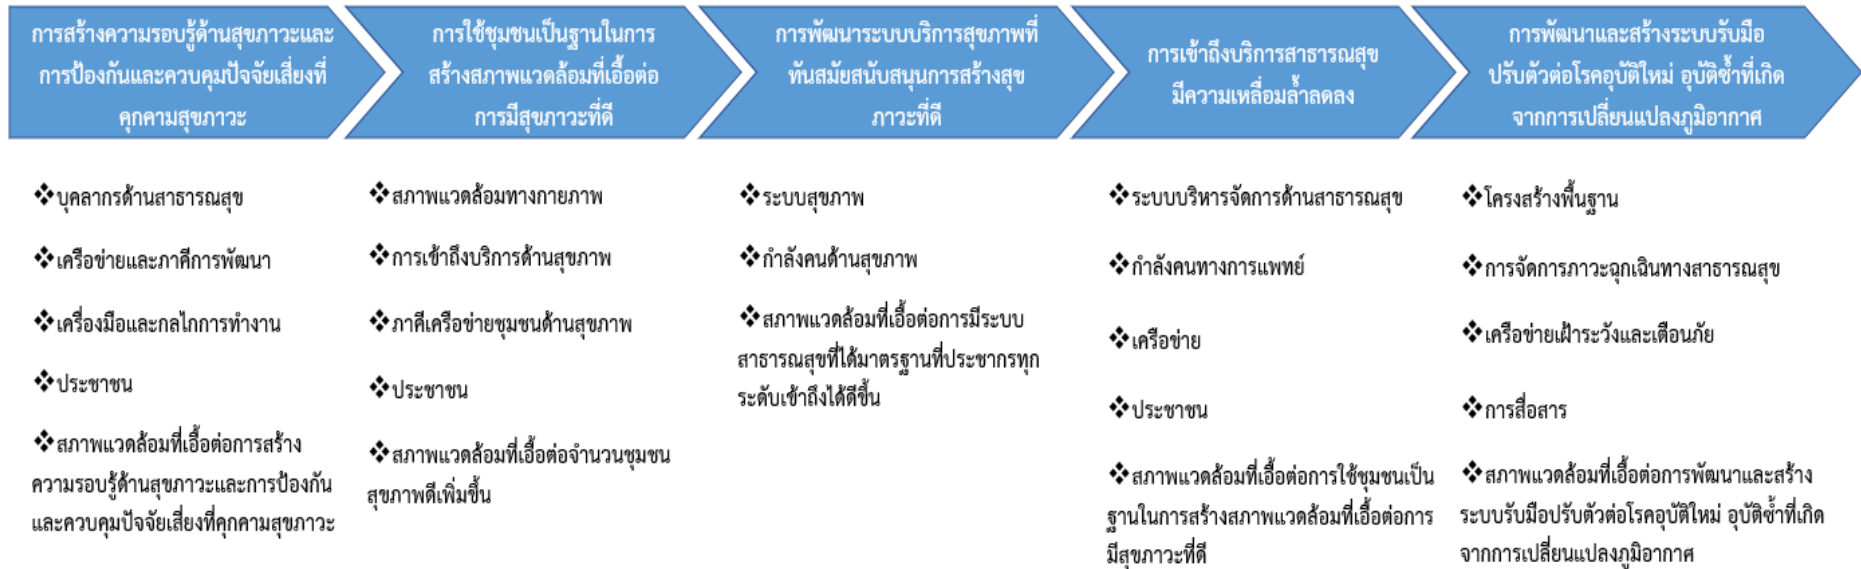 การสร้างความรอบรู้ด้านสุขภาวะและ
การป้องกันและควบคุมปัจจัยเสี่ยงที่
คุกคามสุขภาวะ
❖บุคลากรด้านสาธารณสุข
❖เครือข่ายและภาคีการพัฒนา
❖เครื่องมือและกลไกการทำงาน
❖ประชาชน
❖สภาพแวดล้อมที่เอื้อต่อการสร้าง
ความรอบรู้ด้านสุขภาวะและการป้องกัน
และควบคุมปัจจัยเสี่ยงที่คุกคามสุขภาวะ
การใช้ชุมชนเป็นฐานในการ
สร้างสภาพแวดล้อมที่เอื้อต่อ
การมีสุขภาวะที่ดี
❖สภาพแวดล้อมทางกายภาพ
❖การเข้าถึงบริการด้านสุขภาพ
❖ภาคีเครือข่ายชุมชนด้านสุขภาพ
❖ประชาชน
❖สภาพแวดล้อมที่เอื้อต่อจำนวนชุมชน
สุขภาพดีเพิ่มขึ้น
การพัฒนาระบบบริการสุขภาพที่
ทันสมัยสนับสนุนการสร้างสุข
ภาวะที่ดี
❖ระบบสุขภาพ
❖กำลังคนด้านสุขภาพ
❖สภาพแวดล้อมที่เอื้อต่อการมีระบบ
สาธารณสุขที่ได้มาตรฐานที่ประชากรทุก
ระดับเข้าถึงได้ดีขึ้น
การเข้าถึงบริการสาธารณสุข
มีความเหลื่อมล้ำลดลง
❖ระบบบริหารจัดการด้านสาธารณสุข
❖กำลังคนทางการแพทย์
❖เครือข่าย
❖ประชาชน
❖สภาพแวดล้อมที่เอื้อต่อการใช้ชุมชนเป็น
ฐานในการสร้างสภาพแวดล้อมที่เอื้อต่อการ
มีสุขภาวะที่ดี
การพัฒนาและสร้างระบบรับมือ
ปรับตัวต่อโรคอุบัติใหม่ อุบัติซ้ำที่เกิด
จากการเปลี่ยนแปลงภูมิอากาศ
❖โครงสร้างพื้นฐาน
❖การจัดการภาวะฉุกเฉินทางสาธารณสุข
❖เครือข่ายเฝ้าระวังและเตือนภัย
❖การสื่อสาร
❖สภาพแวดล้อมที่เอื้อต่อการพัฒนาและสร้าง
ระบบรับมือปรับตัวต่อโรคอุบัติใหม่ อุบัติซ้ำที่เกิด
จากการเปลี่ยนแปลงภูมิอากาศ